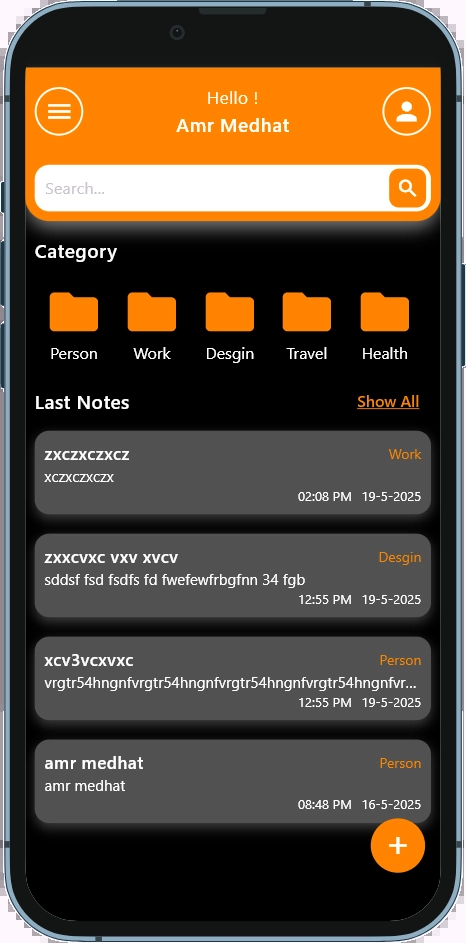 Hello !
Amr Medhat
Search...
Category
Person Work Desgin Travel Health
Last Notes Show All
zxczxczxcz Work
xczxczxczx
02:08 PM 19-5-2025
zxxcvxc vxv xvcv Desgin
sddsf fsd fsdfs fd fwefewfrbgfnn 34 fgb
12:55 PM 19-5-2025
xcv3vcxvxc Person
vrgtr54hngnfvrgtr54hngnfvrgtr54hngnfvrgtr54hngnfvr...
12:55 PM 19-5-2025
amr medhat Person
amr medhat
08:48 PM 16-5-2025